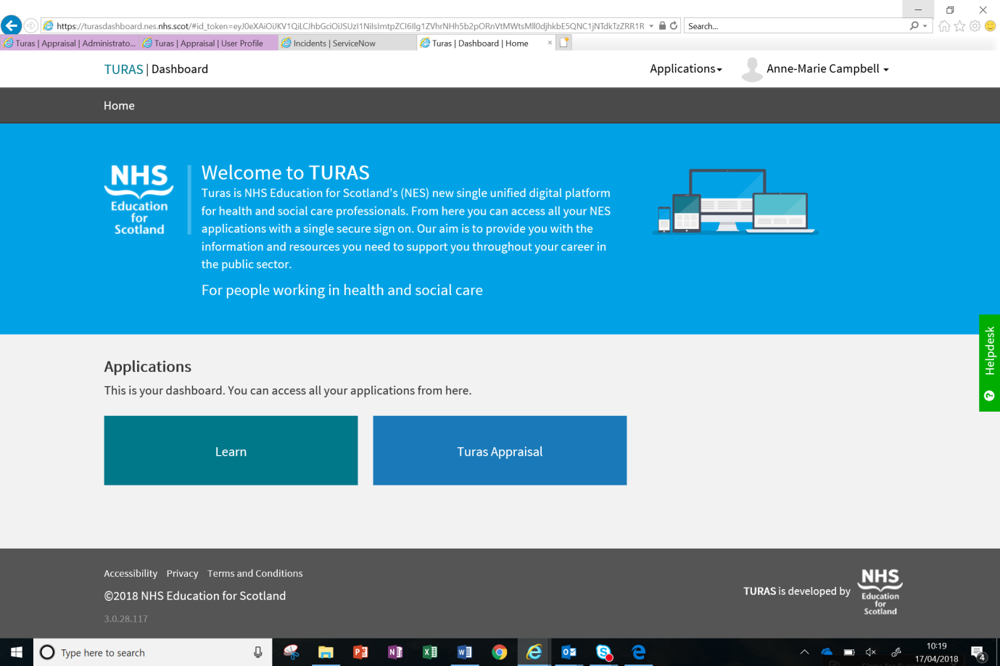 https://turasdashboard.nes.nhs.scot/#id_token=
Search...
Turas | Appraisal | Administrato...
Turas | Appraisal | User Profile
Incidents | ServiceNow
Turas | Dashboard | Home
TURAS | Dashboard
Applications
Anne-Marie Campbell
Home
NHS
Education
for
Scotland
Welcome to TURAS
Turas is NHS Education for Scotland's (NES) new single unified digital platform
for health and social care professionals. From here you can access all your NES
applications with a single secure sign on. Our aim is to provide you with the
information and resources you need to support you throughout your career in
the public sector.
For people working in health and social care
Helpdesk
Applications
This is your dashboard. You can access all your applications from here.
Learn
Turas Appraisal
Accessibility Privacy Terms and Conditions
©2018 NHS Education for Scotland
3.0.28.117
TURAS is developed by
NHS
Education
for
Scotland
Type here to search
10:19
17/04/2018
4